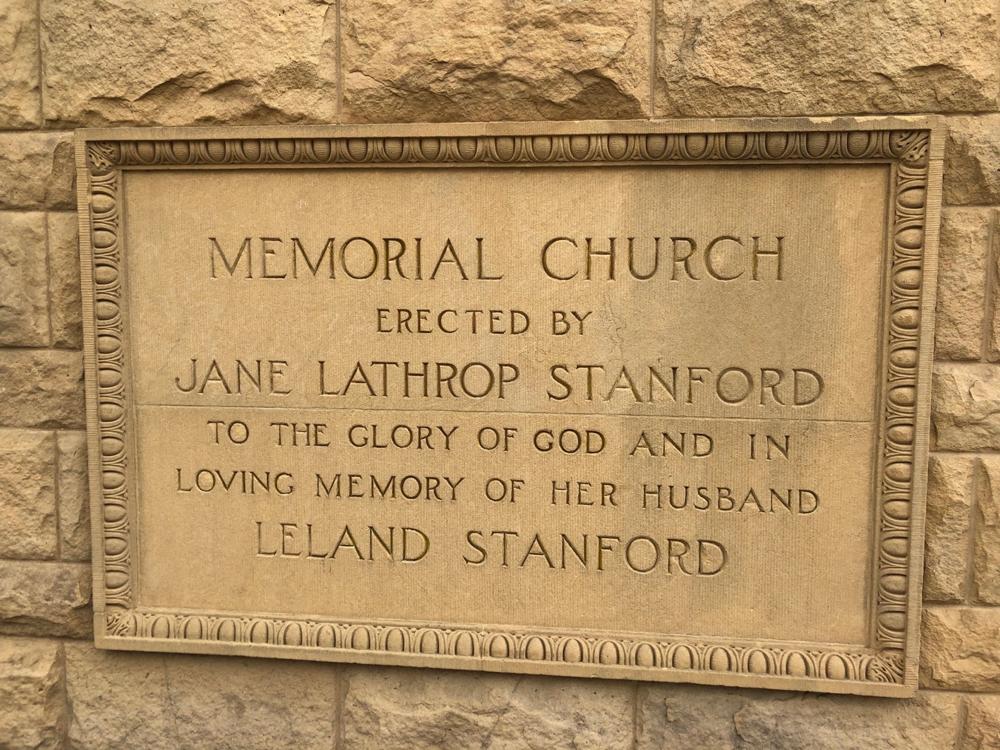 MEMORIAL CHURCH
ERECTED BY
JANE LATHROP STANFORD
TO THE GLORY OF GOD AND IN
LOVING MEMORY OF HER HUSBAND
LELAND STANFORD